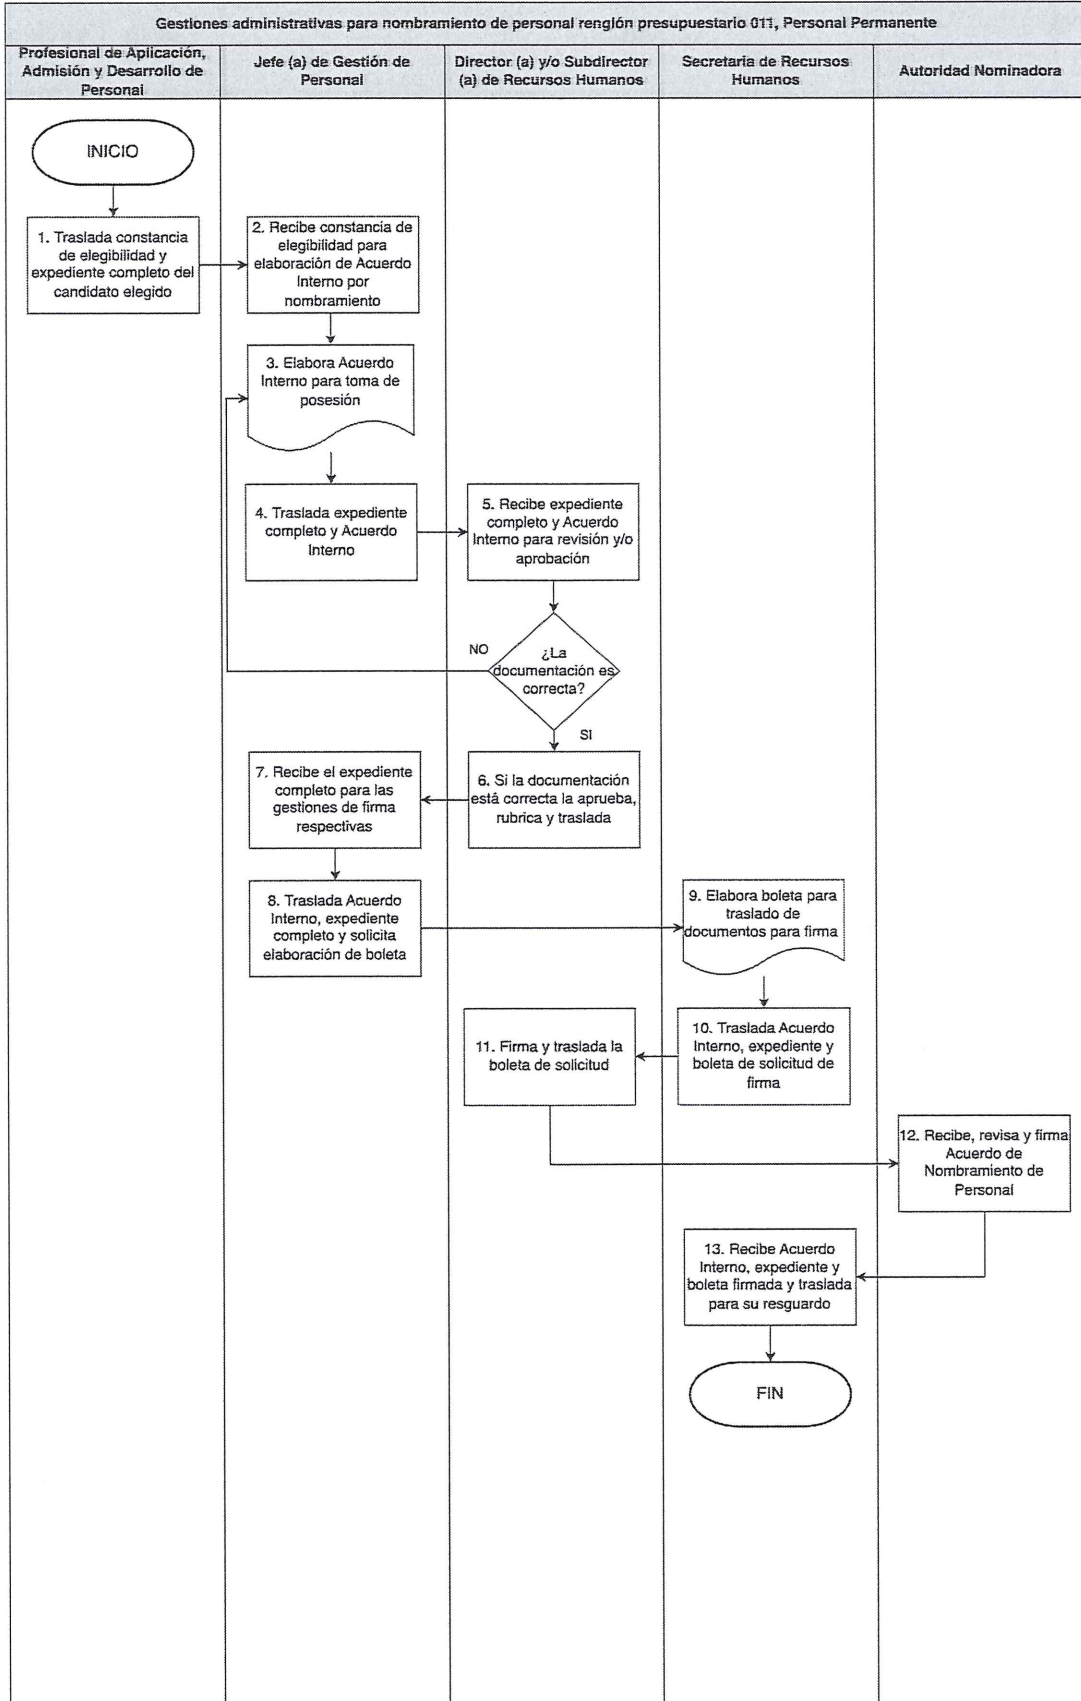 Gestiones administrativas para nombramiento de personal renglón presupuestario 011, Personal Permanente
Profesional de Aplicación,
Admisión y Desarrollo de
Personal
Jefe (a) de Gestión de
Personal
Director (a) y/o Subdirector
(a) de Recursos Humanos
Secretaria de Recursos
Humanos
Autoridad Nominadora
INICIO
1. Traslada constancia
de elegibilidad y
expediente completo del
candidato elegido
2. Recibe constancia de
elegibilidad para
elaboración de Acuerdo
Interno por
nombramiento
3. Elabora Acuerdo
Interno para toma de
posesión
4. Traslada expediente
completo y Acuerdo
Interno
5. Recibe expediente
completo y Acuerdo
Interno para revisión y/o
aprobación
NO
¿La
documentación es
correcta?
SI
6. Si la documentación
está correcta la aprueba,
rubrica y traslada
7. Recibe el expediente
completo para las
gestiones de firma
respectivas
8. Traslada Acuerdo
Interno, expediente
completo y solicita
elaboración de boleta
9. Elabora boleta para
traslado de
documentos para firma
10. Traslada Acuerdo
Interno, expediente y
boleta de solicitud de
firma
11. Firma y traslada la
boleta de solicitud
12. Recibe, revisa y firma
Acuerdo de
Nombramiento de
Personal
13. Recibe Acuerdo
Interno, expediente y
boleta firmada y traslada
para su resguardo
FIN